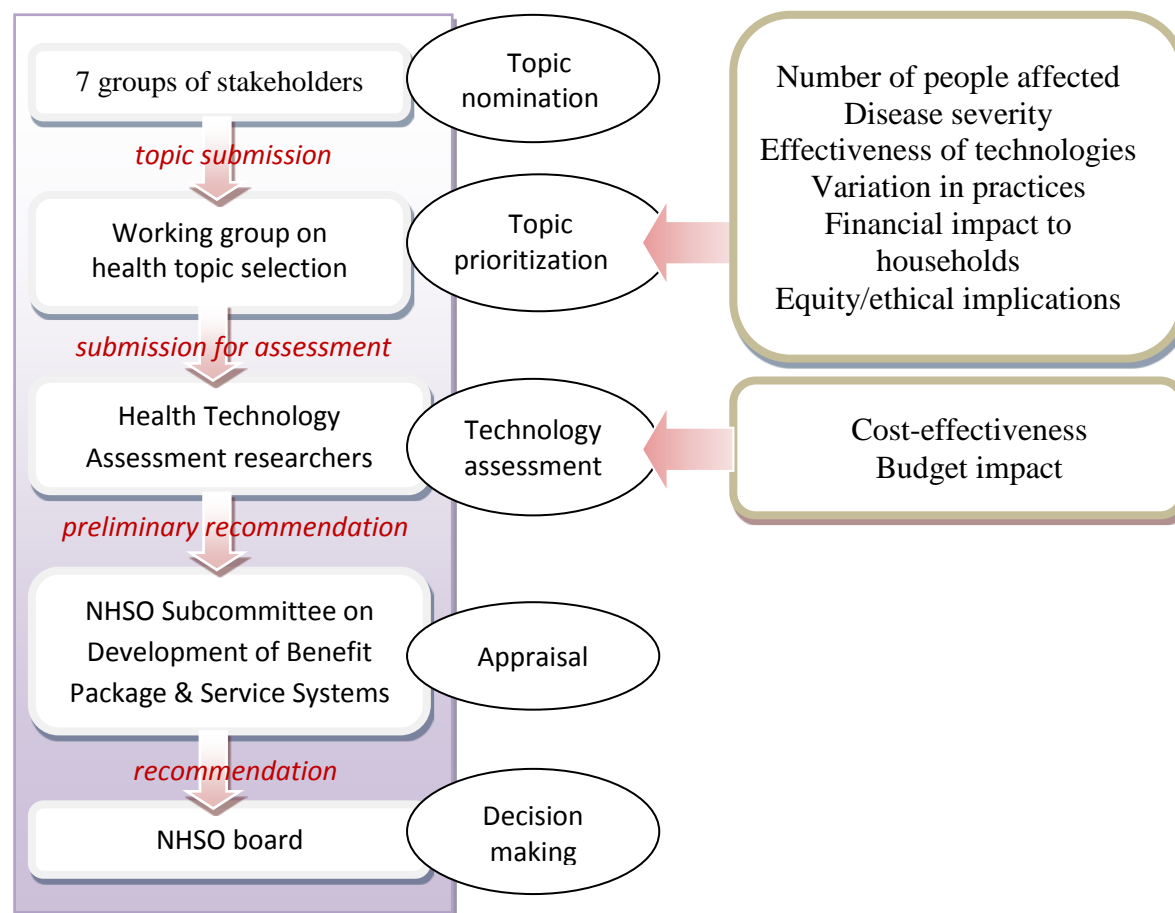 7 groups of stakeholders
Topic
nomination
topic submission
Working group on
health topic selection
Topic
prioritization
Number of people affected
Disease severity
Effectiveness of technologies
Variation in practices
Financial impact to
households
Equity/ethical implications
submission for assessment
Health Technology
Assessment researchers
Technology
assessment
Cost-effectiveness
Budget impact
preliminary recommendation
NHSO Subcommittee on
Development of Benefit
Package & Service Systems
Appraisal
recommendation
NHSO board
Decision
making